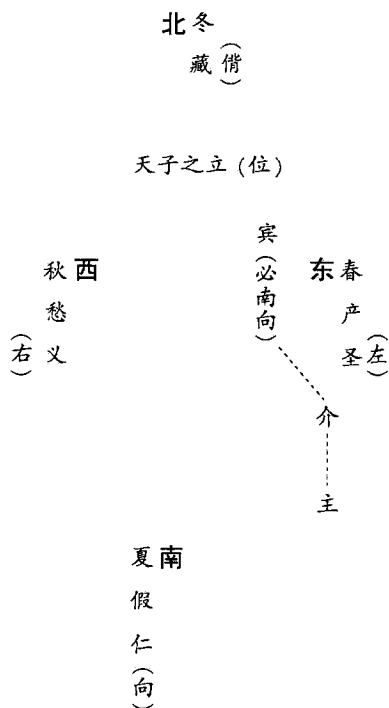 北 冬
藏 (偝)
天子之立 (位)
西
秋愁义
(右)
宾(必南向)
东
春产圣
(左)
介
主
南
夏假仁(向)